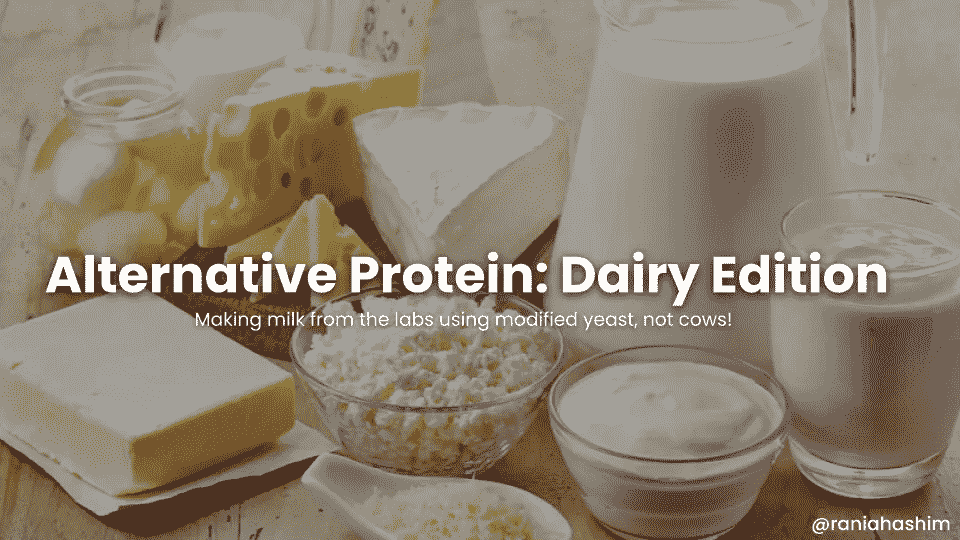 Alternative Protein: Dairy Edition
Making milk from the labs using modified yeast, not cows!
@raniahashim